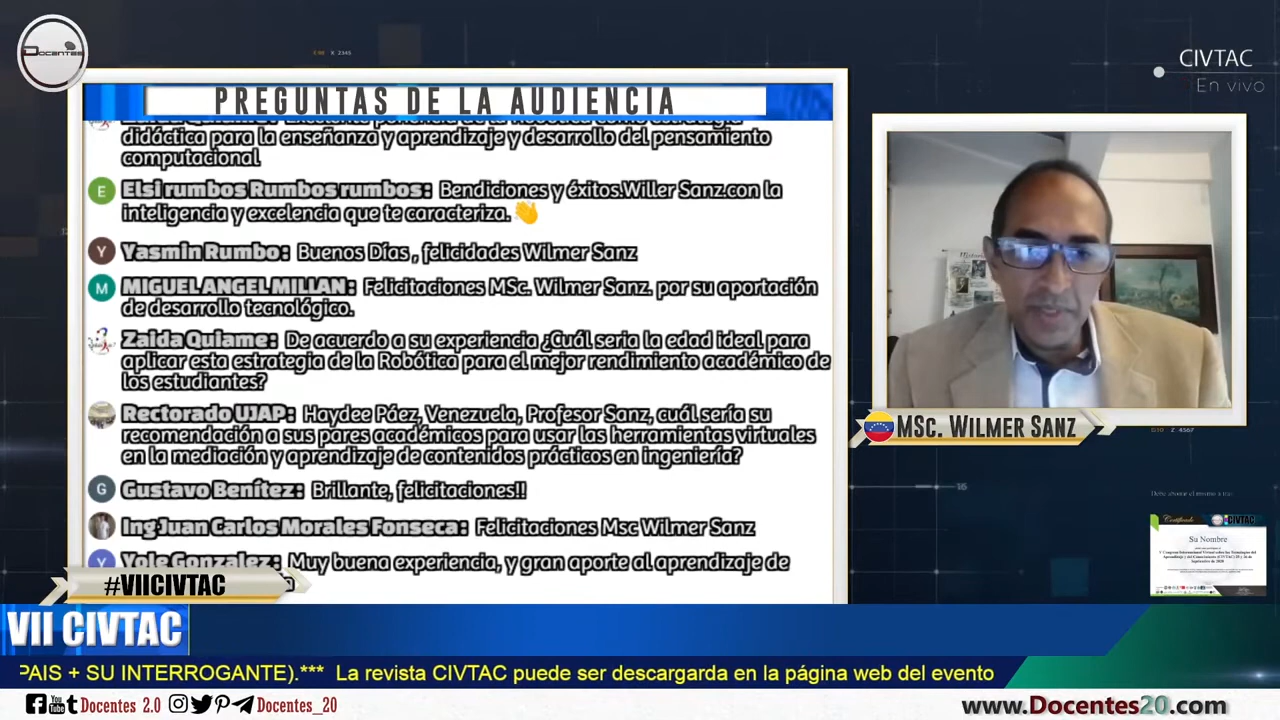 DOCENTES
CIVTAC
En vivo
PREGUNTAS DE LA AUDIENCIA
didáctica para la enseñanza y aprendizaje y desarrollo del pensamiento
computacional
E Elsi rumbos Rumbos rumbos: Bendiciones y éxitos.Willer Sanz.con la
inteligencia y excelencia que te caracteriza.
Y Yasmin Rumbo: Buenos Días , felicidades Wilmer Sanz
M MIGUEL ANGEL MILLAN: Felicitaciones MSc. Wilmer Sanz. por su aportación
de desarrollo tecnológico.
Zaida Quiame: De acuerdo a su experiencia ¿Cuál seria la edad ideal para
aplicar esta estrategia de la Robótica para el mejor rendimiento académico de
los estudiantes?
Rectorado UJAP: Haydee Páez, Venezuela, Profesor Sanz, cuál sería su
recomendación a sus pares académicos para usar las herramientas virtuales
en la mediación y aprendizaje de contenidos prácticos en ingeniería?
G Gustavo Benítez: Brillante, felicitaciones!!
Ing Juan Carlos Morales Fonseca: Felicitaciones Msc Wilmer Sanz
Y Yole Gonzalez: Muy buena experiencia, y gran aporte al aprendizaje de
MSc. WILMER SANZ
Su Nombre
#VIICIVTAC
VII CIVTAC
PAIS + SU INTERROGANTE).*** La revista CIVTAC puede ser descargarda en la página web del evento
Docentes 2.0 Docentes_20
www.Docentes20.com